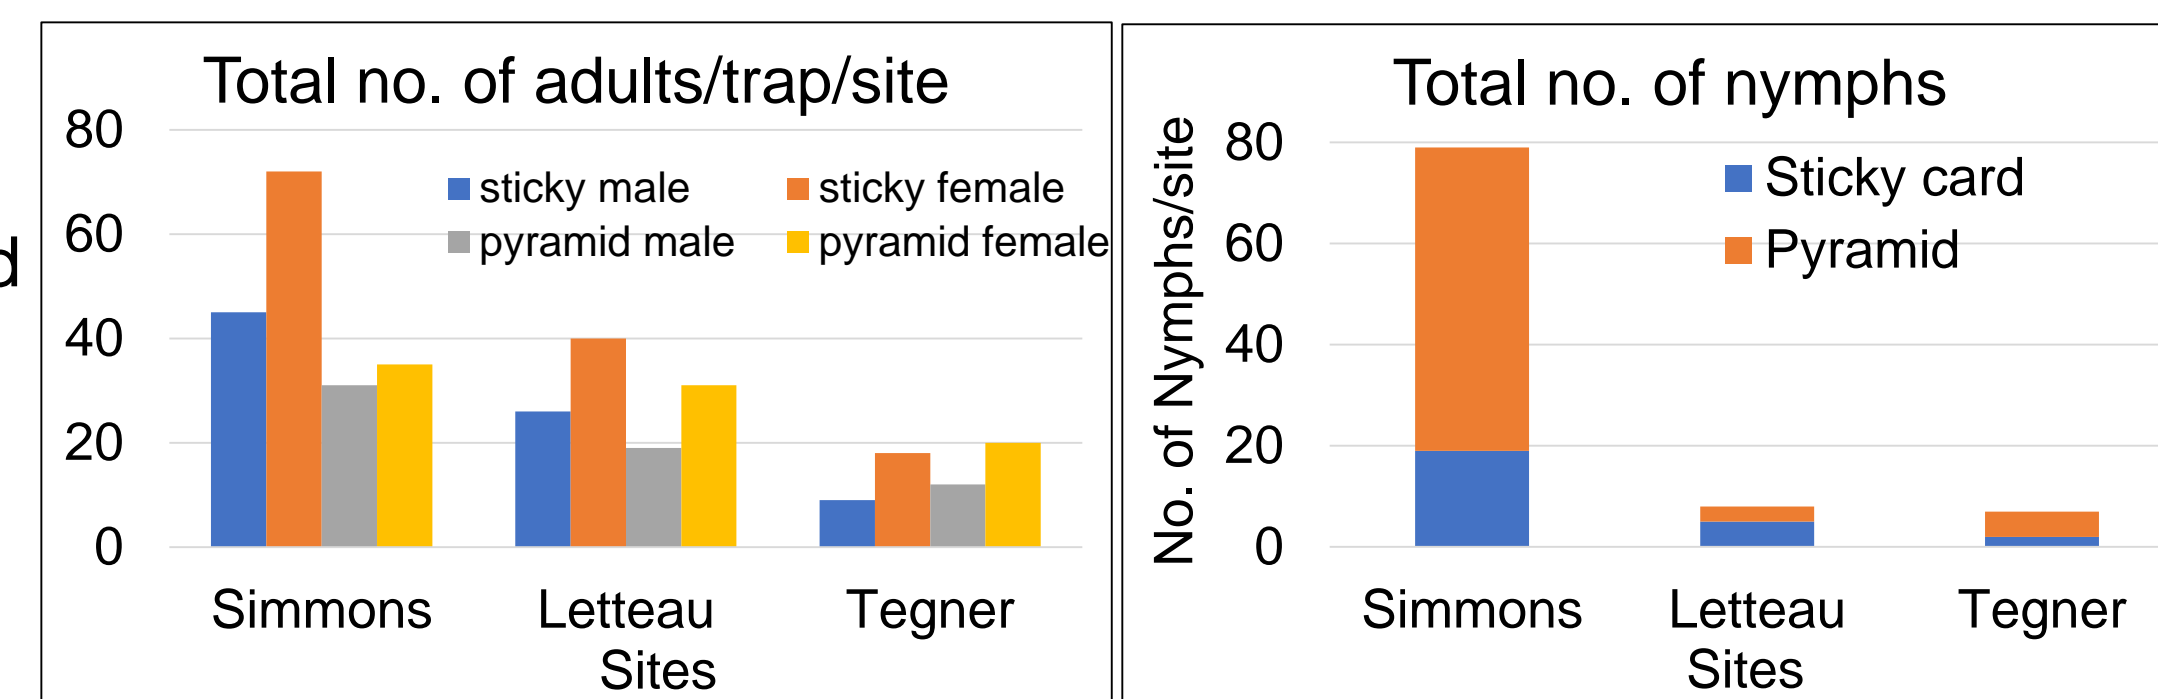 d
Total no. of adults/trap/site
80
60
40
20
0
sticky male
sticky female
pyramid male
pyramid female
Simmons
Letteau
Tegner
Sites
Total no. of nymphs
No. of Nymphs/site
80
60
40
20
0
Sticky card
Pyramid
Simmons
Letteau
Tegner
Sites